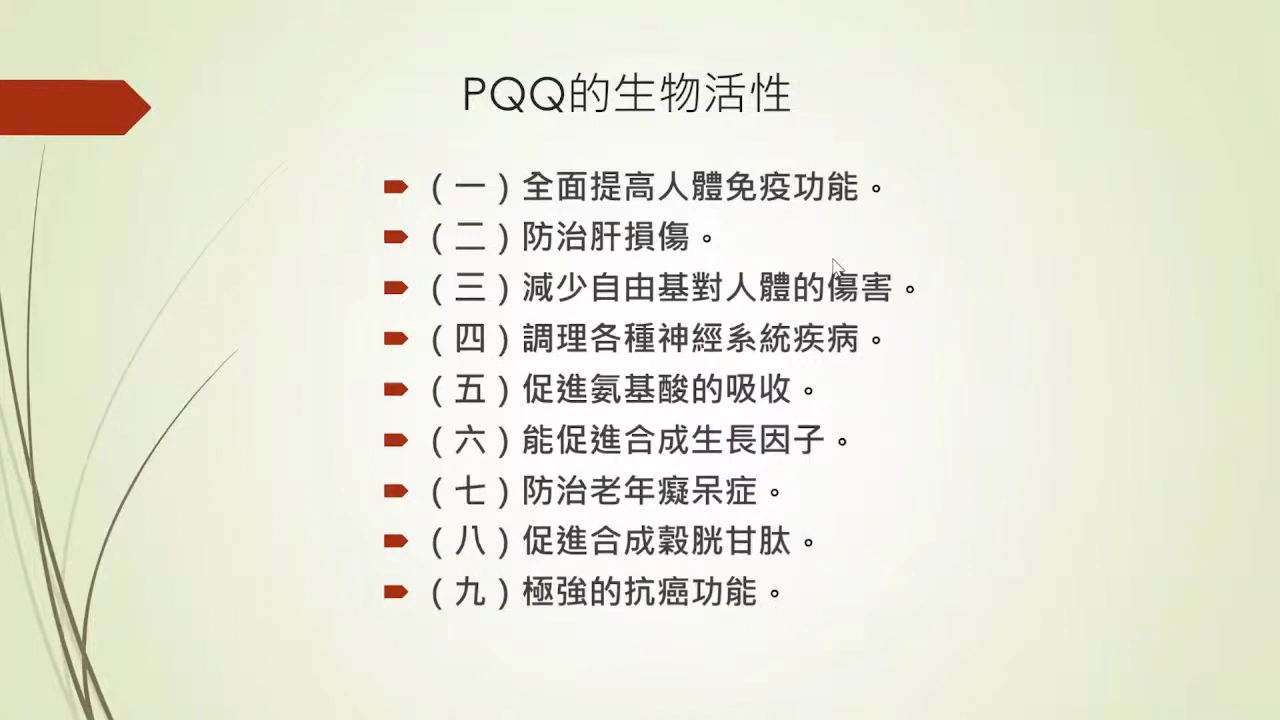 PQQ的生物活性
（一）全面提高人體免疫功能。
（二）防治肝損傷。
（三）減少自由基對人體的傷害。
（四）調理各種神經系統疾病。
（五）促進氨基酸的吸收。
（六）能促進合成生長因子。
（七）防治老年癡呆症。
（八）促進合成穀胱甘肽。
（九）極強的抗癌功能。